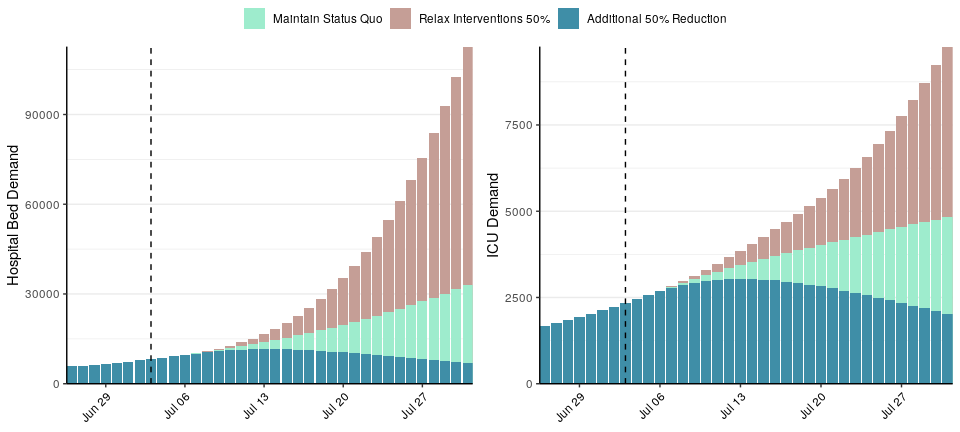 Maintain Status Quo Relax Interventions 50% Additional 50% Reduction
Hospital Bed Demand
90000
60000
30000
0
Jun 29 Jul 06 Jul 13 Jul 20 Jul 27
ICU Demand
7500
5000
2500
0
Jun 29 Jul 06 Jul 13 Jul 20 Jul 27